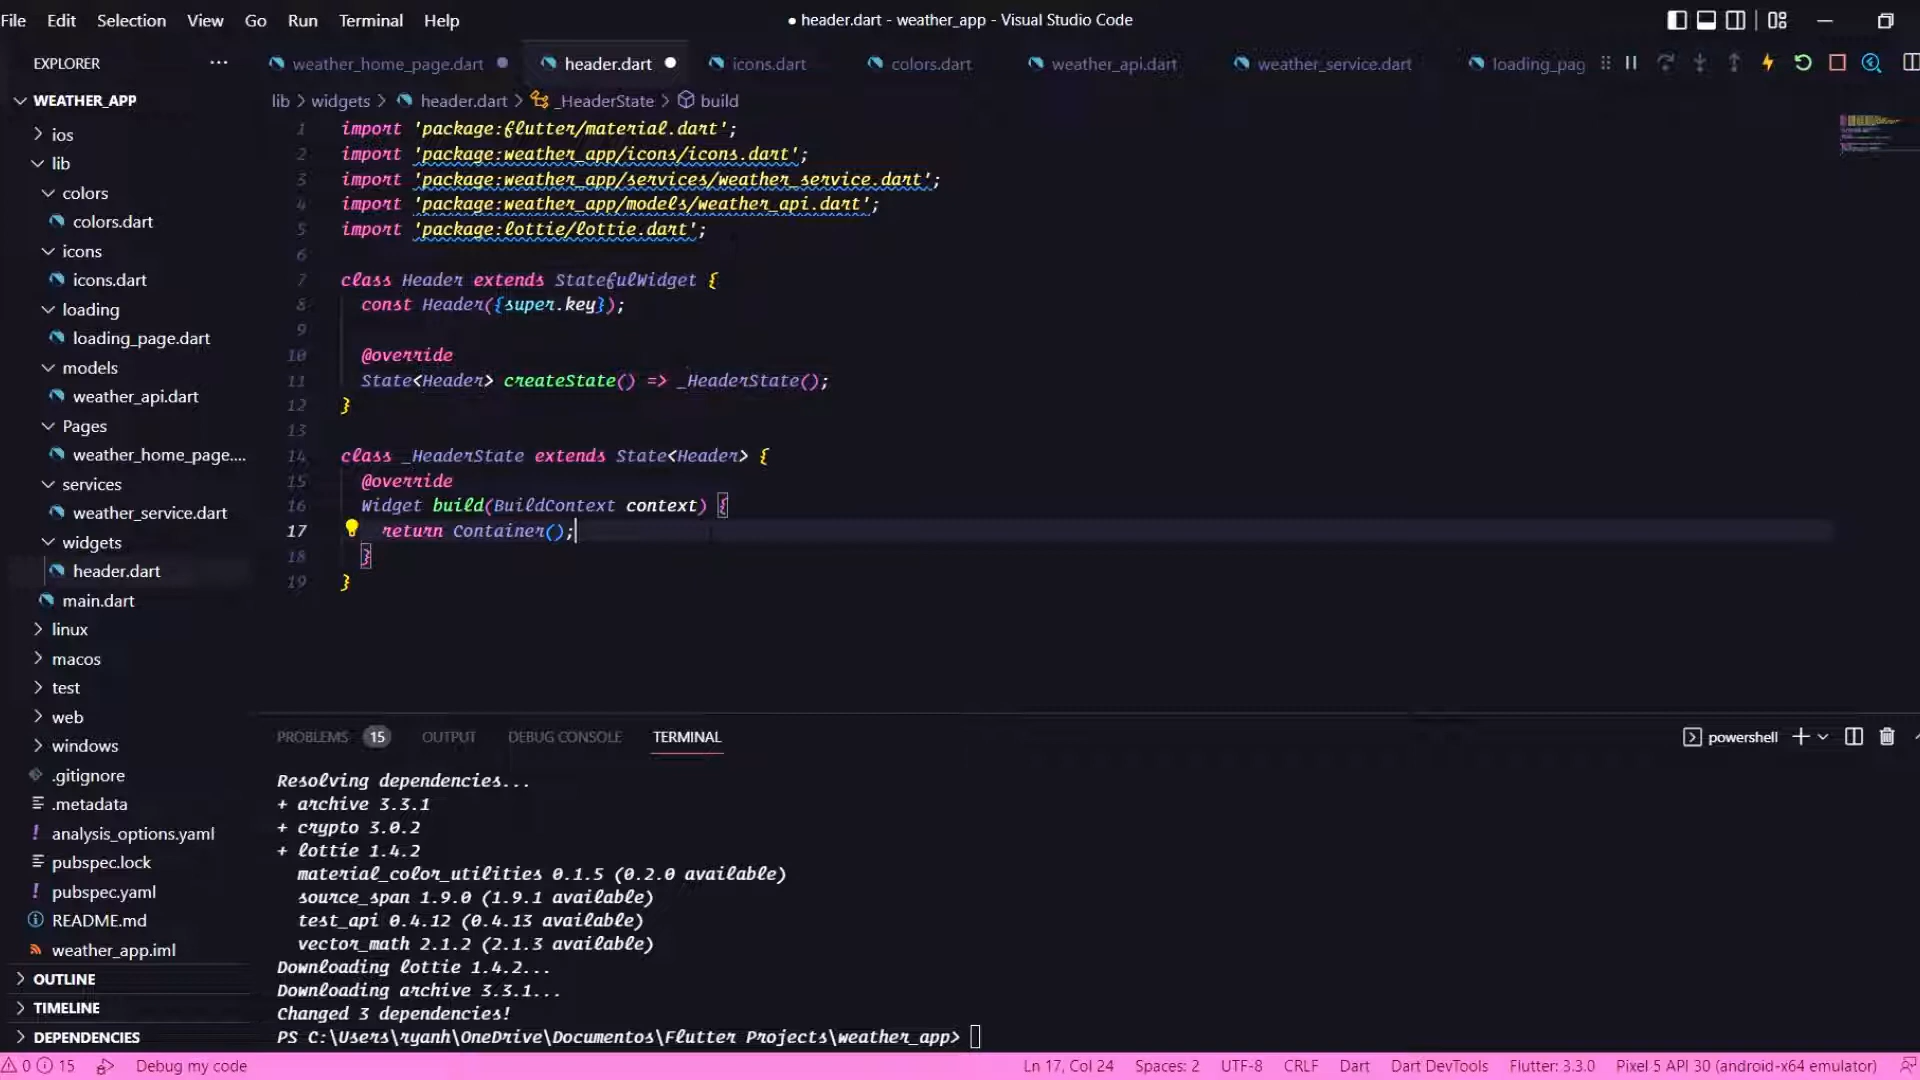 File Edit Selection View Go Run Terminal Help
● header.dart - weather_app - Visual Studio Code
EXPLORER
weather_home_page.dart
header.dart
icons.dart
colors.dart
weather_api.dart
weather_service.dart
loading_pag
WEATHER_APP
ios
lib
colors
colors.dart
icons
icons.dart
loading
loading_page.dart
models
weather_api.dart
Pages
weather_home_page....
services
weather_service.dart
widgets
header.dart
main.dart
linux
macos
test
web
windows
.gitignore
.metadata
analysis_options.yaml
pubspec.lock
pubspec.yaml
README.md
weather_app.iml
OUTLINE
TIMELINE
DEPENDENCIES
lib > widgets > header.dart > _HeaderState > build
1 import 'package:flutter/material.dart';
2 import 'package:weather_app/icons/icons.dart';
3 import 'package:weather_app/services/weather_service.dart';
4 import 'package:weather_app/models/weather_api.dart';
5 import 'package:lottie/lottie.dart';
6
7 class Header extends StatefulWidget {
8 const Header({super.key});
9
10 @override
11 State<Header> createState() => _HeaderState();
12 }
13
14 class _HeaderState extends State<Header> {
15 @override
16 Widget build(BuildContext context) {
17 return Container();
18 }
19 }
PROBLEMS 15 OUTPUT DEBUG CONSOLE TERMINAL
powershell
Resolving dependencies...
+ archive 3.3.1
+ crypto 3.0.2
+ lottie 1.4.2
material_color_utilities 0.1.5 (0.2.0 available)
source_span 1.9.0 (1.9.1 available)
test_api 0.4.12 (0.4.13 available)
vector_math 2.1.2 (2.1.3 available)
Downloading lottie 1.4.2...
Downloading archive 3.3.1...
Changed 3 dependencies!
PS C:\Users\ryanh\OneDrive\Documentos\Flutter Projects\weather_app>
0 15 Debug my code
Ln 17, Col 24 Spaces: 2 UTF-8 CRLF Dart Dart DevTools Flutter: 3.3.0 Pixel 5 API 30 (android-x64 emulator)